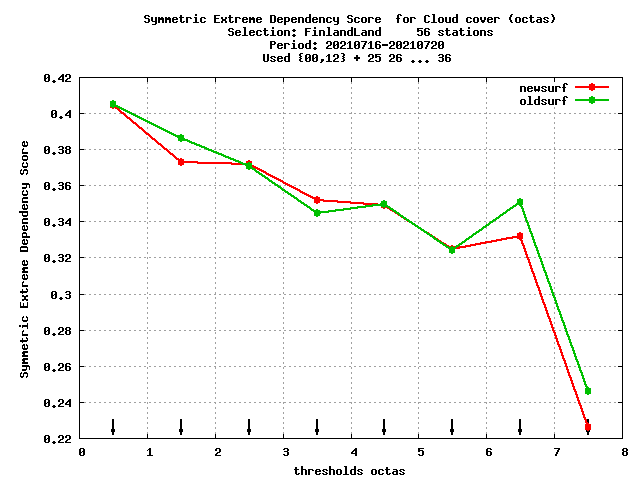 Symmetric Extreme Dependency Score  for Cloud cover (octas)
Selection: FinlandLand     56 stations
Period: 20210716-20210720
Used {00,12} + 25 26 ... 36
newsurf
oldsurf
0.42
0.4
0.38
0.36
0.34
0.32
0.3
0.28
0.26
0.24
0.22
Symmetric Extreme Dependency Score
0 1 2 3 4 5 6 7 8
thresholds octas